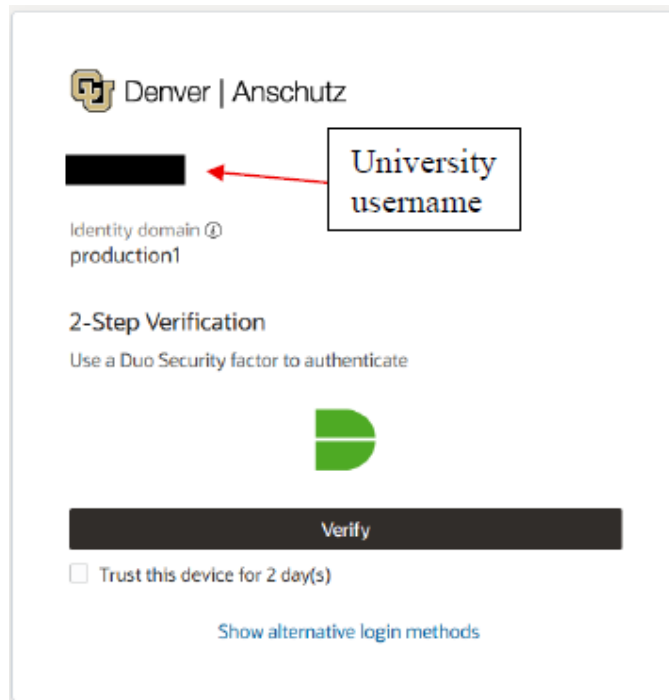 CU Denver | Anschutz
University
username
Identity domain
production1
2-Step Verification
Use a Duo Security factor to authenticate
Verify
Trust this device for 2 day(s)
Show alternative login methods